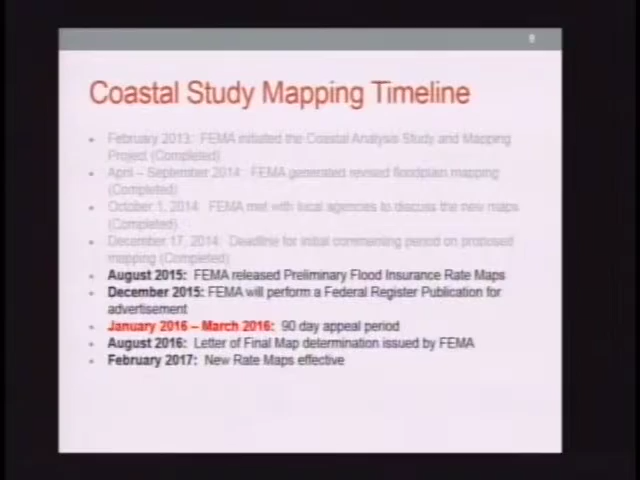 9
Coastal Study Mapping Timeline
• February 2013: FEMA initiated the Coastal Analysis Study and Mapping
Project (Completed)
• April – September 2014: FEMA generated revised floodplain mapping
(Completed)
• October 1, 2014: FEMA met with local agencies to discuss the new maps
(Completed)
• December 17, 2014: Deadline for initial commenting period on proposed
mapping (Completed)
• August 2015: FEMA released Preliminary Flood Insurance Rate Maps
• December 2015: FEMA will perform a Federal Register Publication for
advertisement
• January 2016 – March 2016: 90 day appeal period
• August 2016: Letter of Final Map determination issued by FEMA
• February 2017: New Rate Maps effective